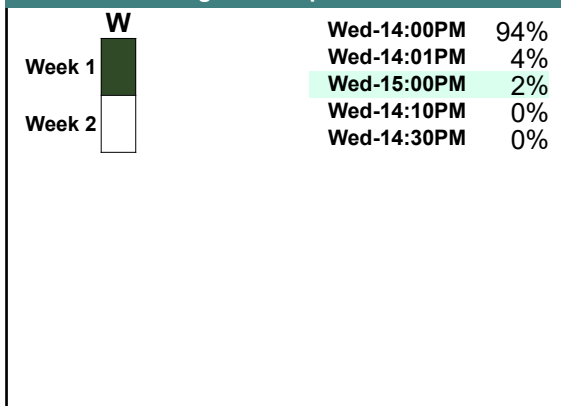 W
Week 1
Week 2
Wed-14:00PM 94%
Wed-14:01PM 4%
Wed-15:00PM 2%
Wed-14:10PM 0%
Wed-14:30PM 0%